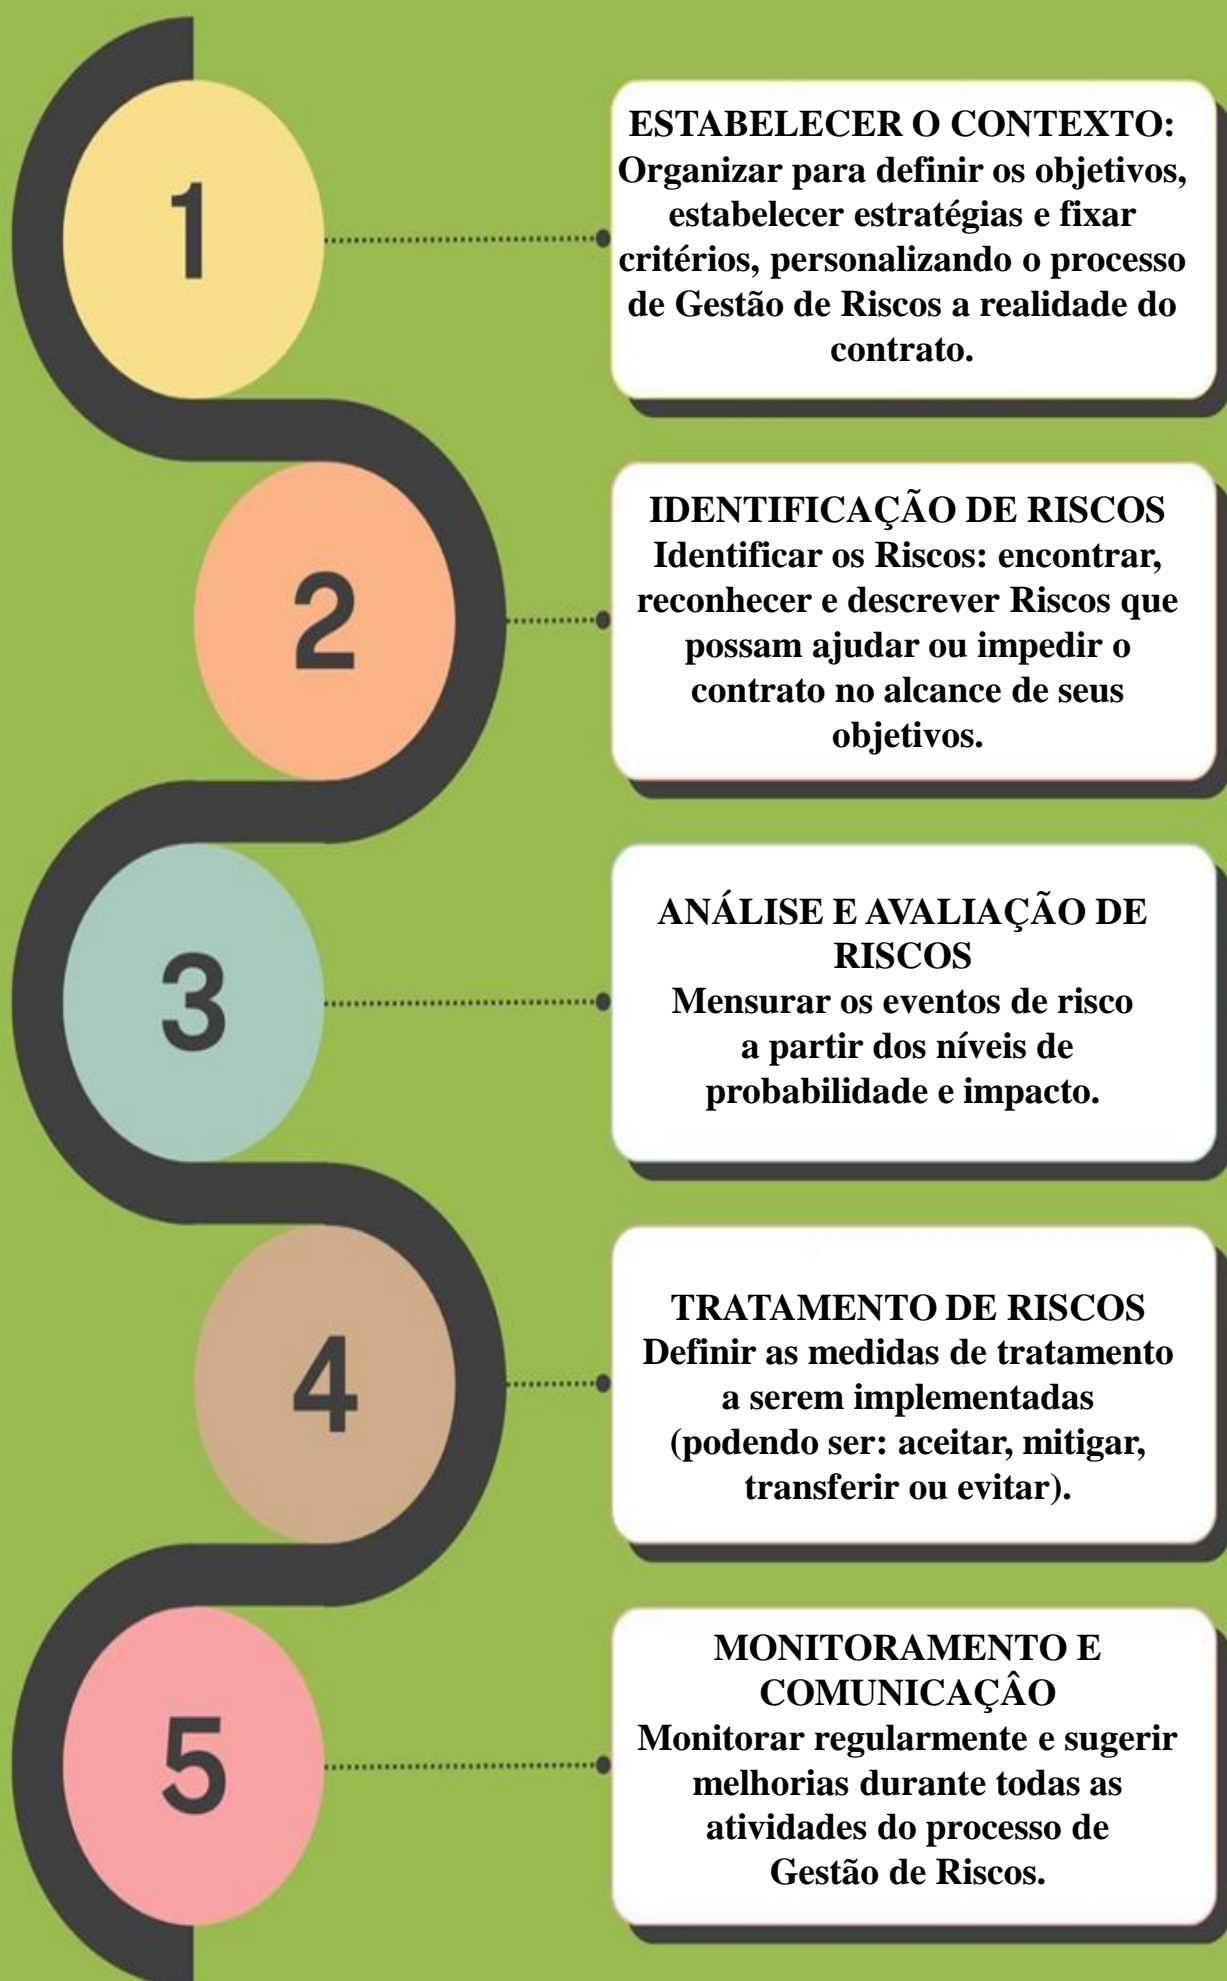 1
ESTABELECER O CONTEXTO:
Organizar para definir os objetivos,
estabelecer estratégias e fixar
critérios, personalizando o processo
de Gestão de Riscos a realidade do
contrato.
2
IDENTIFICAÇÃO DE RISCOS
Identificar os Riscos: encontrar,
reconhecer e descrever Riscos que
possam ajudar ou impedir o
contrato no alcance de seus
objetivos.
3
ANÁLISE E AVALIAÇÃO DE
RISCOS
Mensurar os eventos de risco
a partir dos níveis de
probabilidade e impacto.
4
TRATAMENTO DE RISCOS
Definir as medidas de tratamento
a serem implementadas
(podendo ser: aceitar, mitigar,
transferir ou evitar).
5
MONITORAMENTO E
COMUNICAÇÂO
Monitorar regularmente e sugerir
melhorias durante todas as
atividades do processo de
Gestão de Riscos.